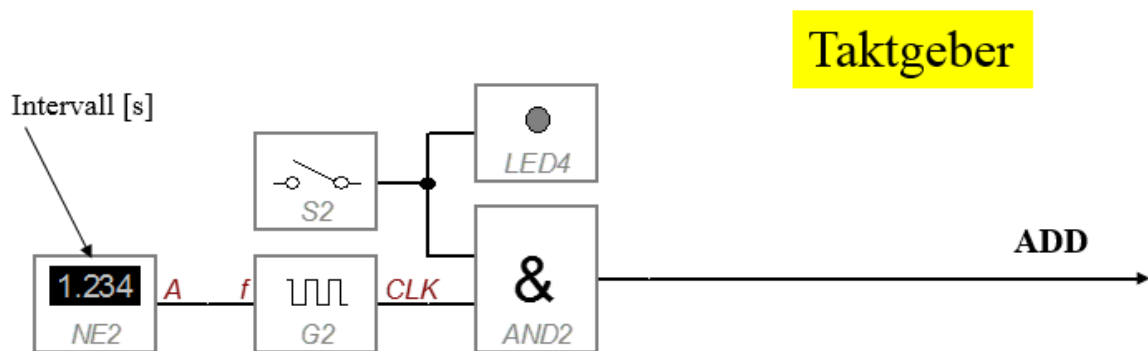 Taktgeber
Intervall [s]
LED4
S2
ADD
1.234
A
f
CLK
&
NE2
G2
AND2